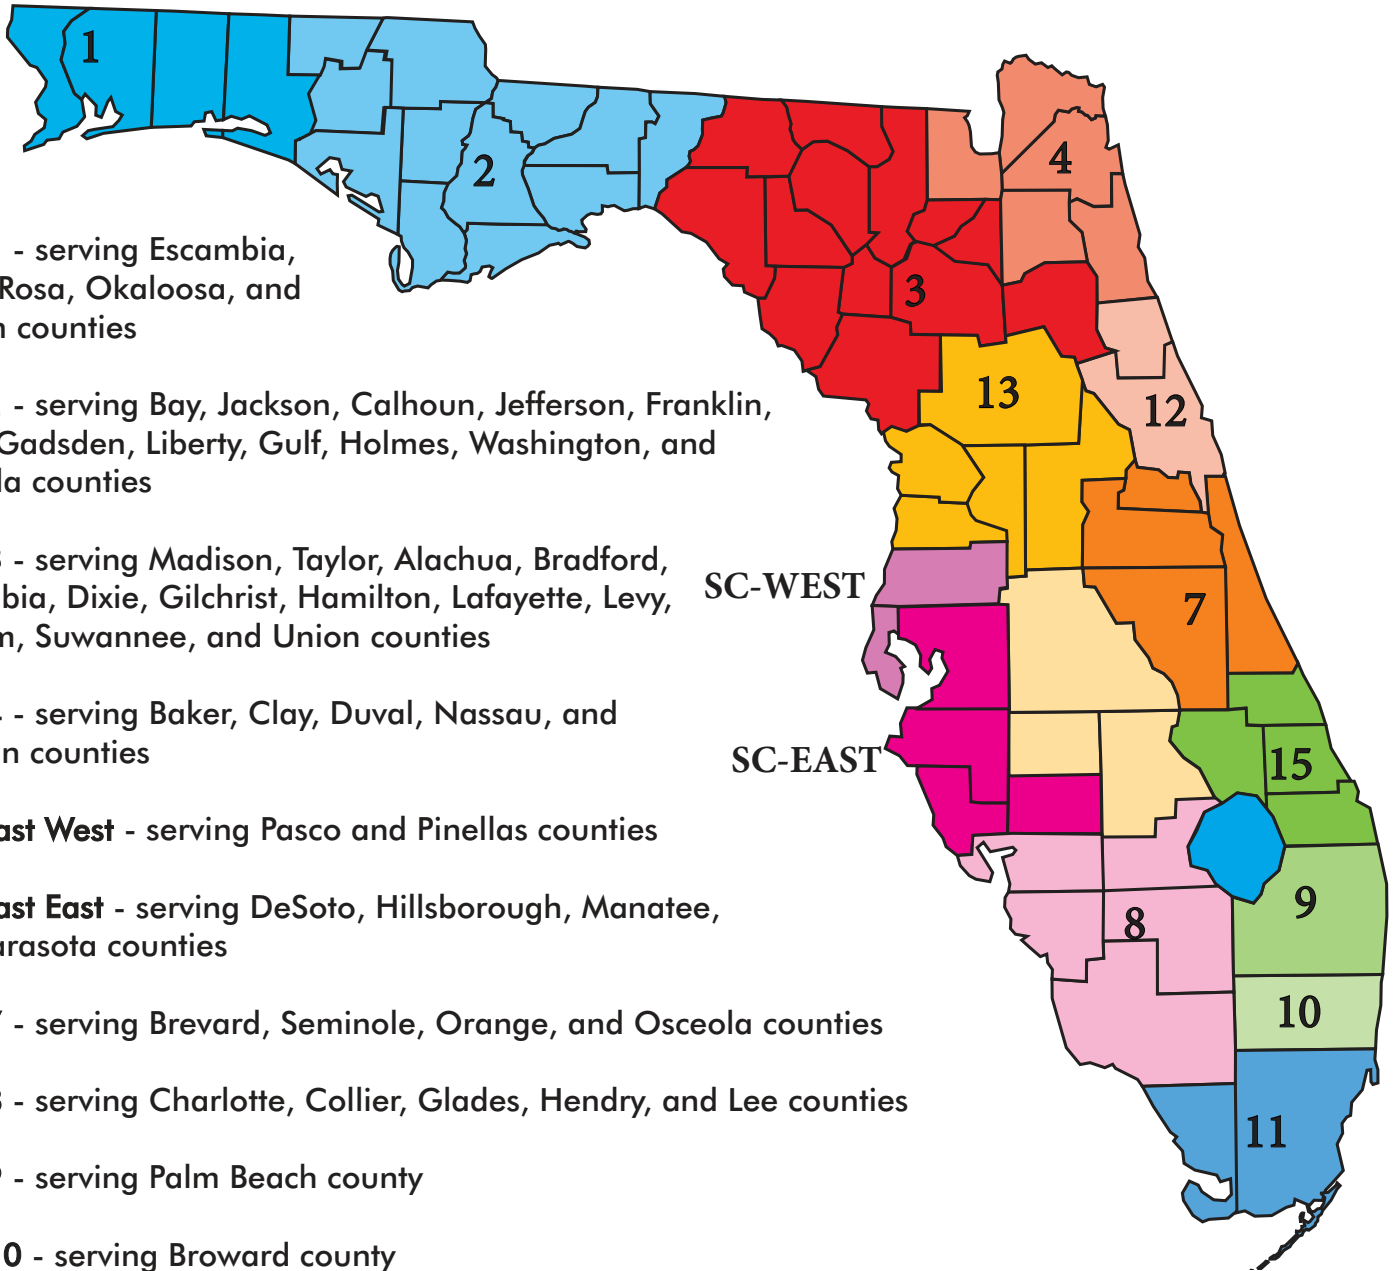 1
2
4
- serving Escambia,
Rosa, Okaloosa, and
counties
3
13
- serving Bay, Jackson, Calhoun, Jefferson, Franklin,
12
Gadsden, Liberty, Gulf, Holmes, Washington, and
la counties
- serving Madison, Taylor, Alachua, Bradford,
SC-WEST
bia, Dixie, Gilchrist, Hamilton, Lafayette, Levy,
7
m, Suwannee, and Union counties
- serving Baker, Clay, Duval, Nassau, and
n counties
SC-EAST
15
ast West - serving Pasco and Pinellas counties
ast East - serving DeSoto, Hillsborough, Manatee,
9
8
arasota counties
7 - serving Brevard, Seminole, Orange, and Osceola counties
10
8 - serving Charlotte, Collier, Glades, Hendry, and Lee counties
11
9 - serving Palm Beach county
10 - serving Broward county